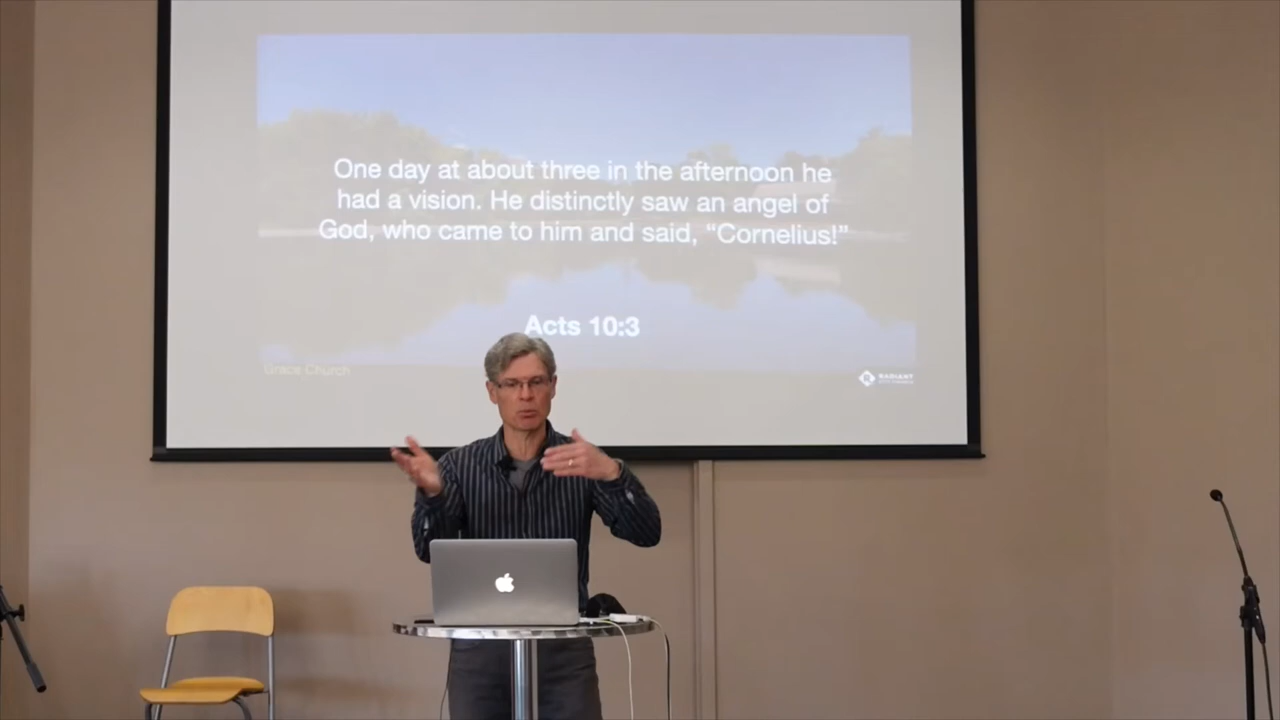 One day at about three in the afternoon he
had a vision. He distinctly saw an angel of
God, who came to him and said, “Cornelius!”
Acts 10:3
Grace Church
RADIANT